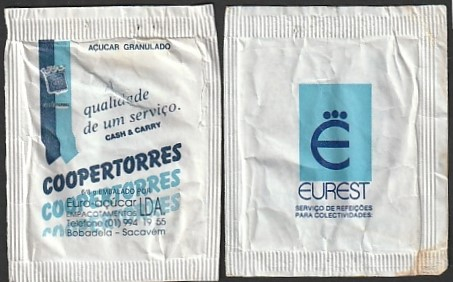 AÇUCAR GRANULADO
A
qualidade
de um serviço.
CASH & CARRY
COOPERTORRES
EMBALADO POR
Euro-açucar
EMPACOTAMENTOS LDA.
Telefone (01) 994 19 55
Bobadela - Sacavém
EUREST
SERVIÇO DE REFEIÇÕES
PARA COLECTIVIDADES